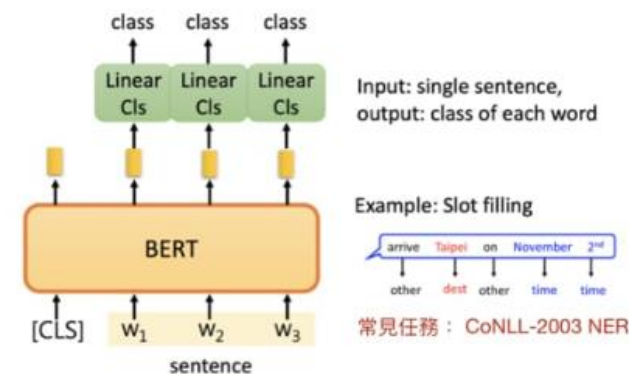 class class class
Linear Cls Linear Cls Linear Cls
BERT
[CLS] w1 w2 w3
sentence
Input: single sentence,
output: class of each word
Example: Slot filling
arrive Taipei on November 2nd
other dest other time time
常見任務： CoNLL-2003 NER